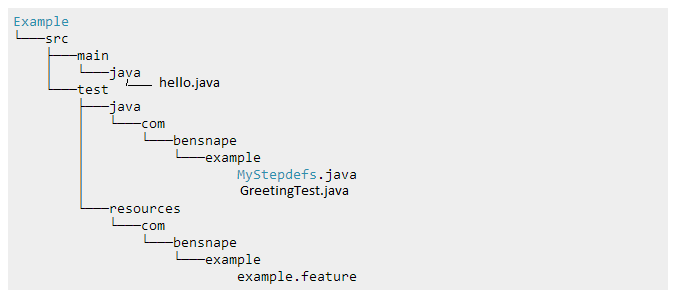 Example
src
main
java
hello.java
test
java
com
bensnape
example
MyStepdefs.java
GreetingTest.java
resources
com
bensnape
example
example.feature